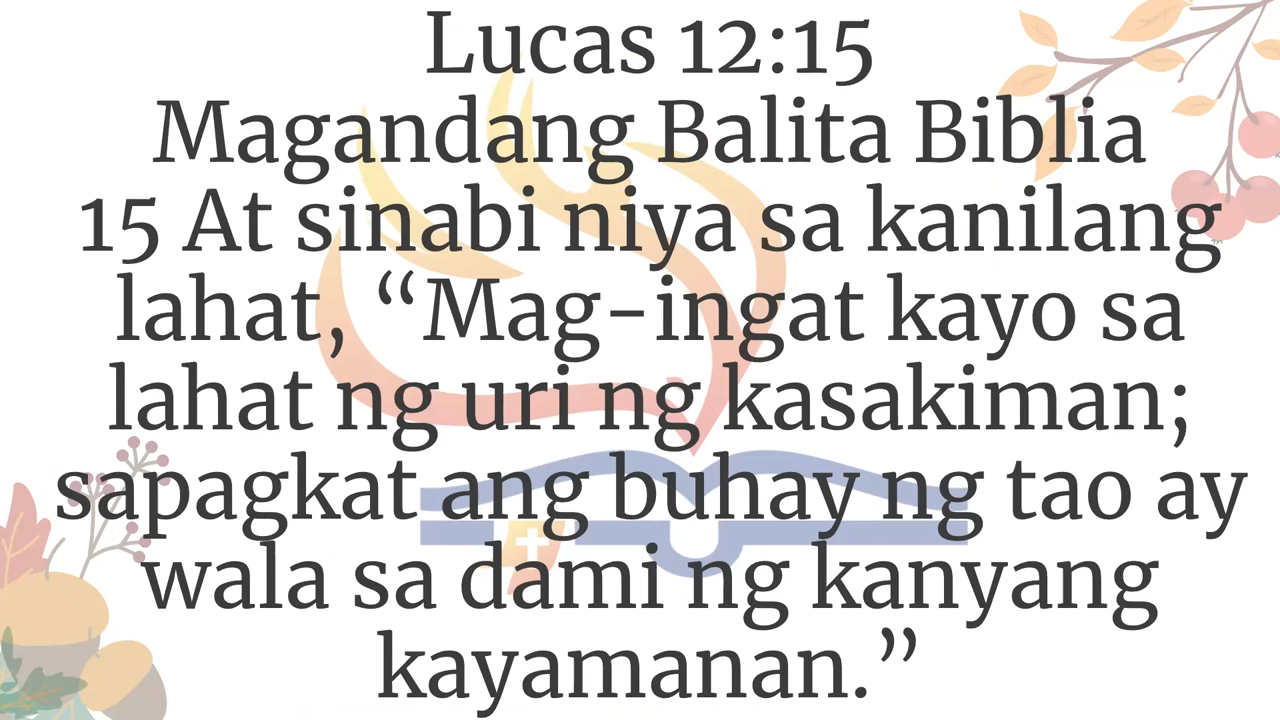 Lucas 12:15
Magandang Balita Biblia
15 At sinabi niya sa kanilang
lahat, “Mag-ingat kayo sa
lahat ng uri ng kasakiman;
sapagkat ang buhay ng tao ay
wala sa dami ng kanyang
kayamanan.”